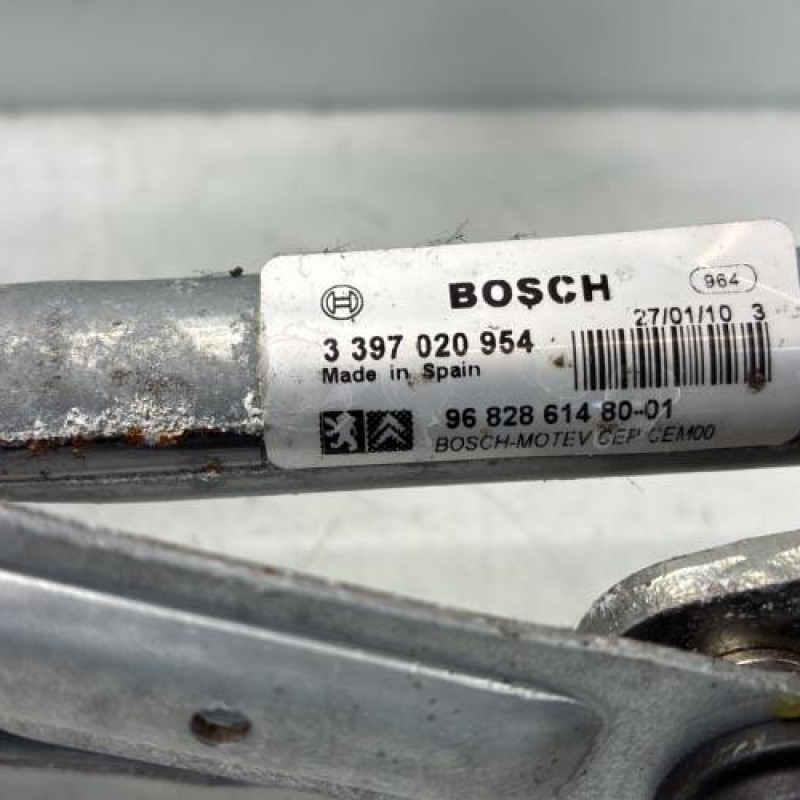 BOSCH
964
27/01/10 3
3 397 020 954
Made in Spain
96 828 614 80-01
BOSCH-MOTEV CEP CEM00